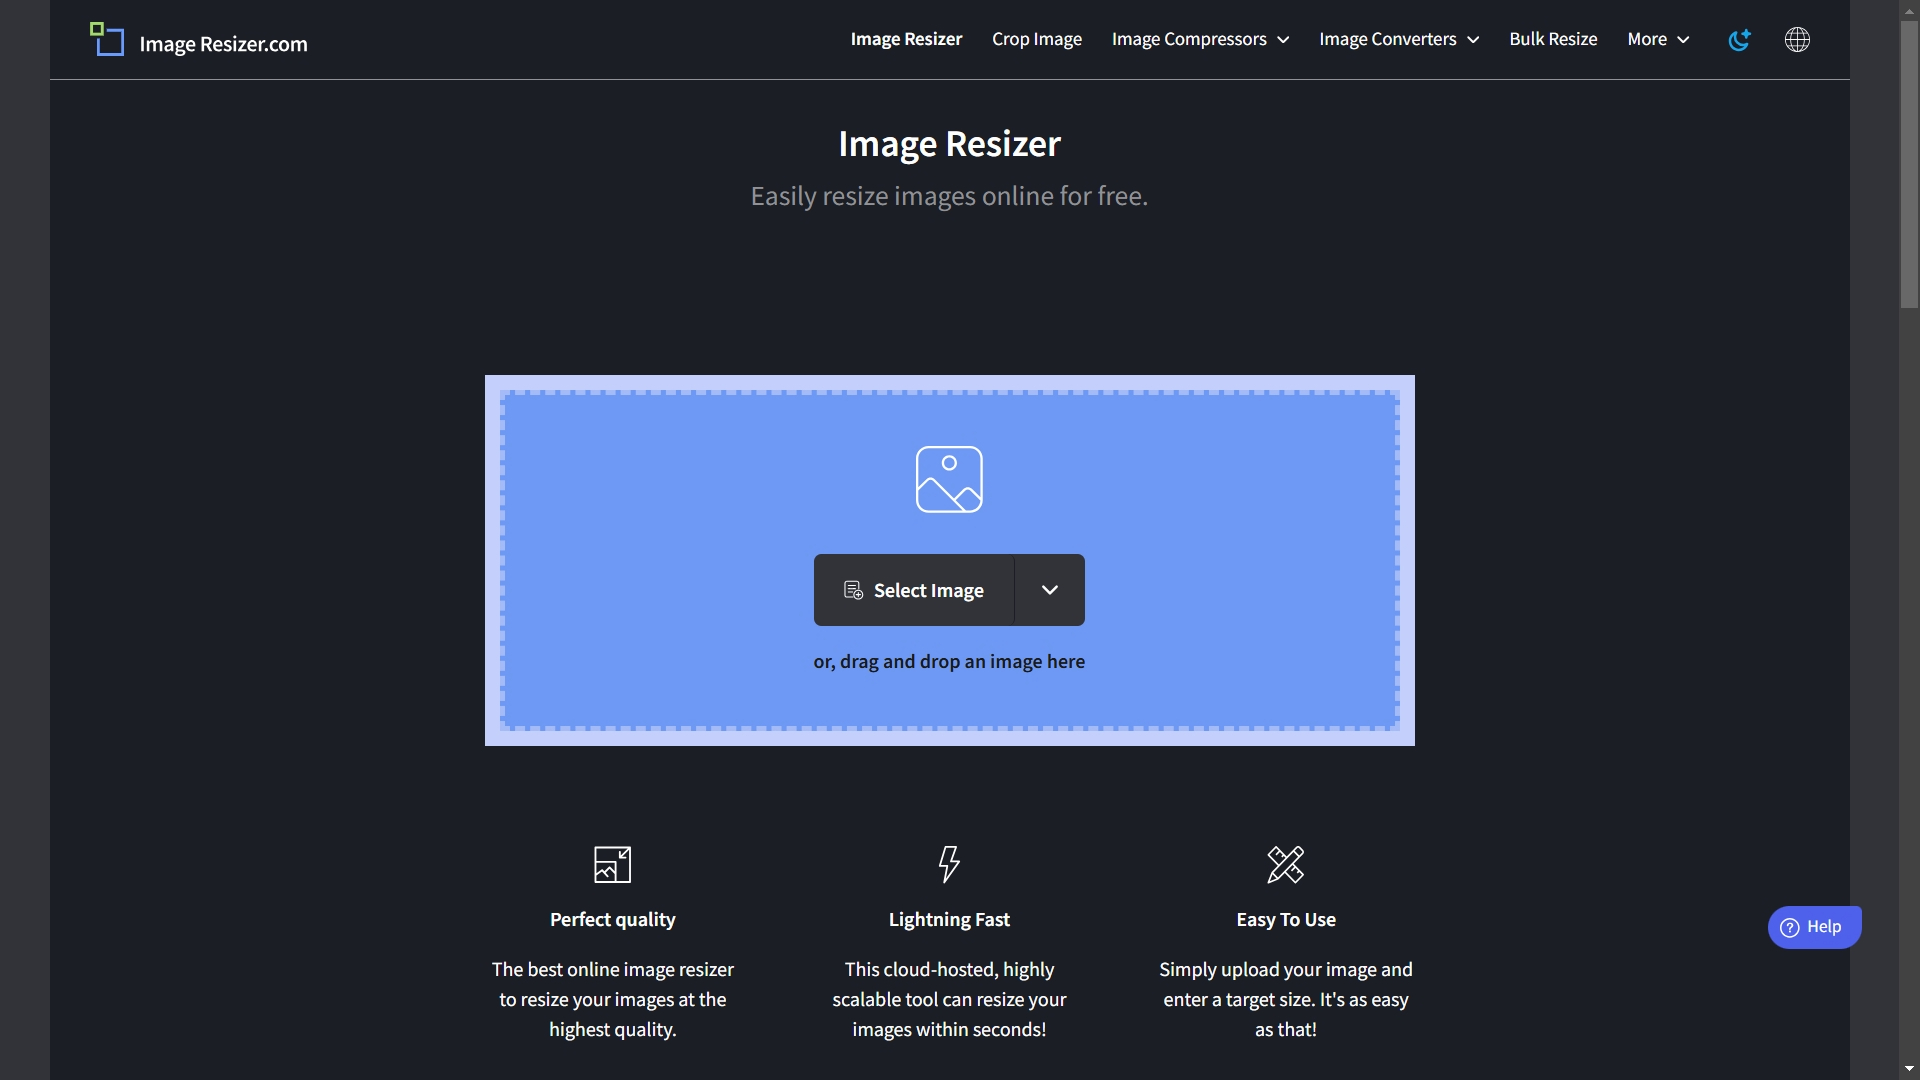 Image Resizer.com
Image Resizer
Crop Image
Image Compressors
Image Converters
Bulk Resize
More
Image Resizer
Easily resize images online for free.
Select Image
or, drag and drop an image here
Perfect quality
The best online image resizer
to resize your images at the
highest quality.
Lightning Fast
This cloud-hosted, highly
scalable tool can resize your
images within seconds!
Easy To Use
Simply upload your image and
enter a target size. It's as easy
as that!
? Help